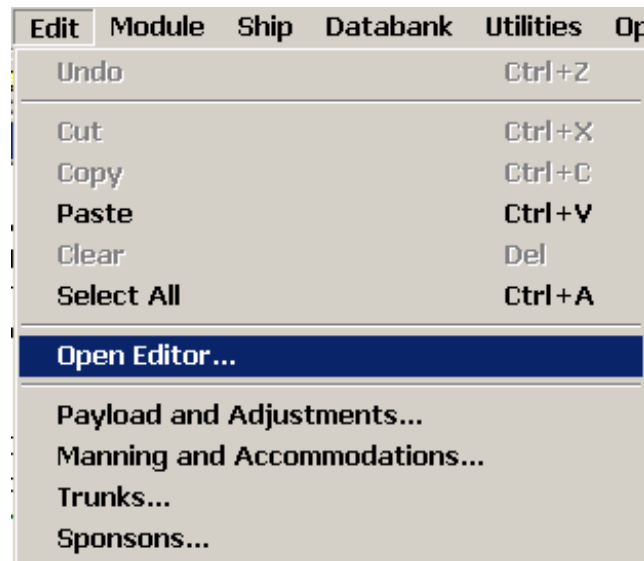 Edit Module Ship Databank Utilities Op
Undo Ctrl+Z
Cut Ctrl+X
Copy Ctrl+C
Paste Ctrl+V
Clear Del
Select All Ctrl+A
Open Editor...
Payload and Adjustments...
Manning and Accommodations...
Trunks...
Sponsons...